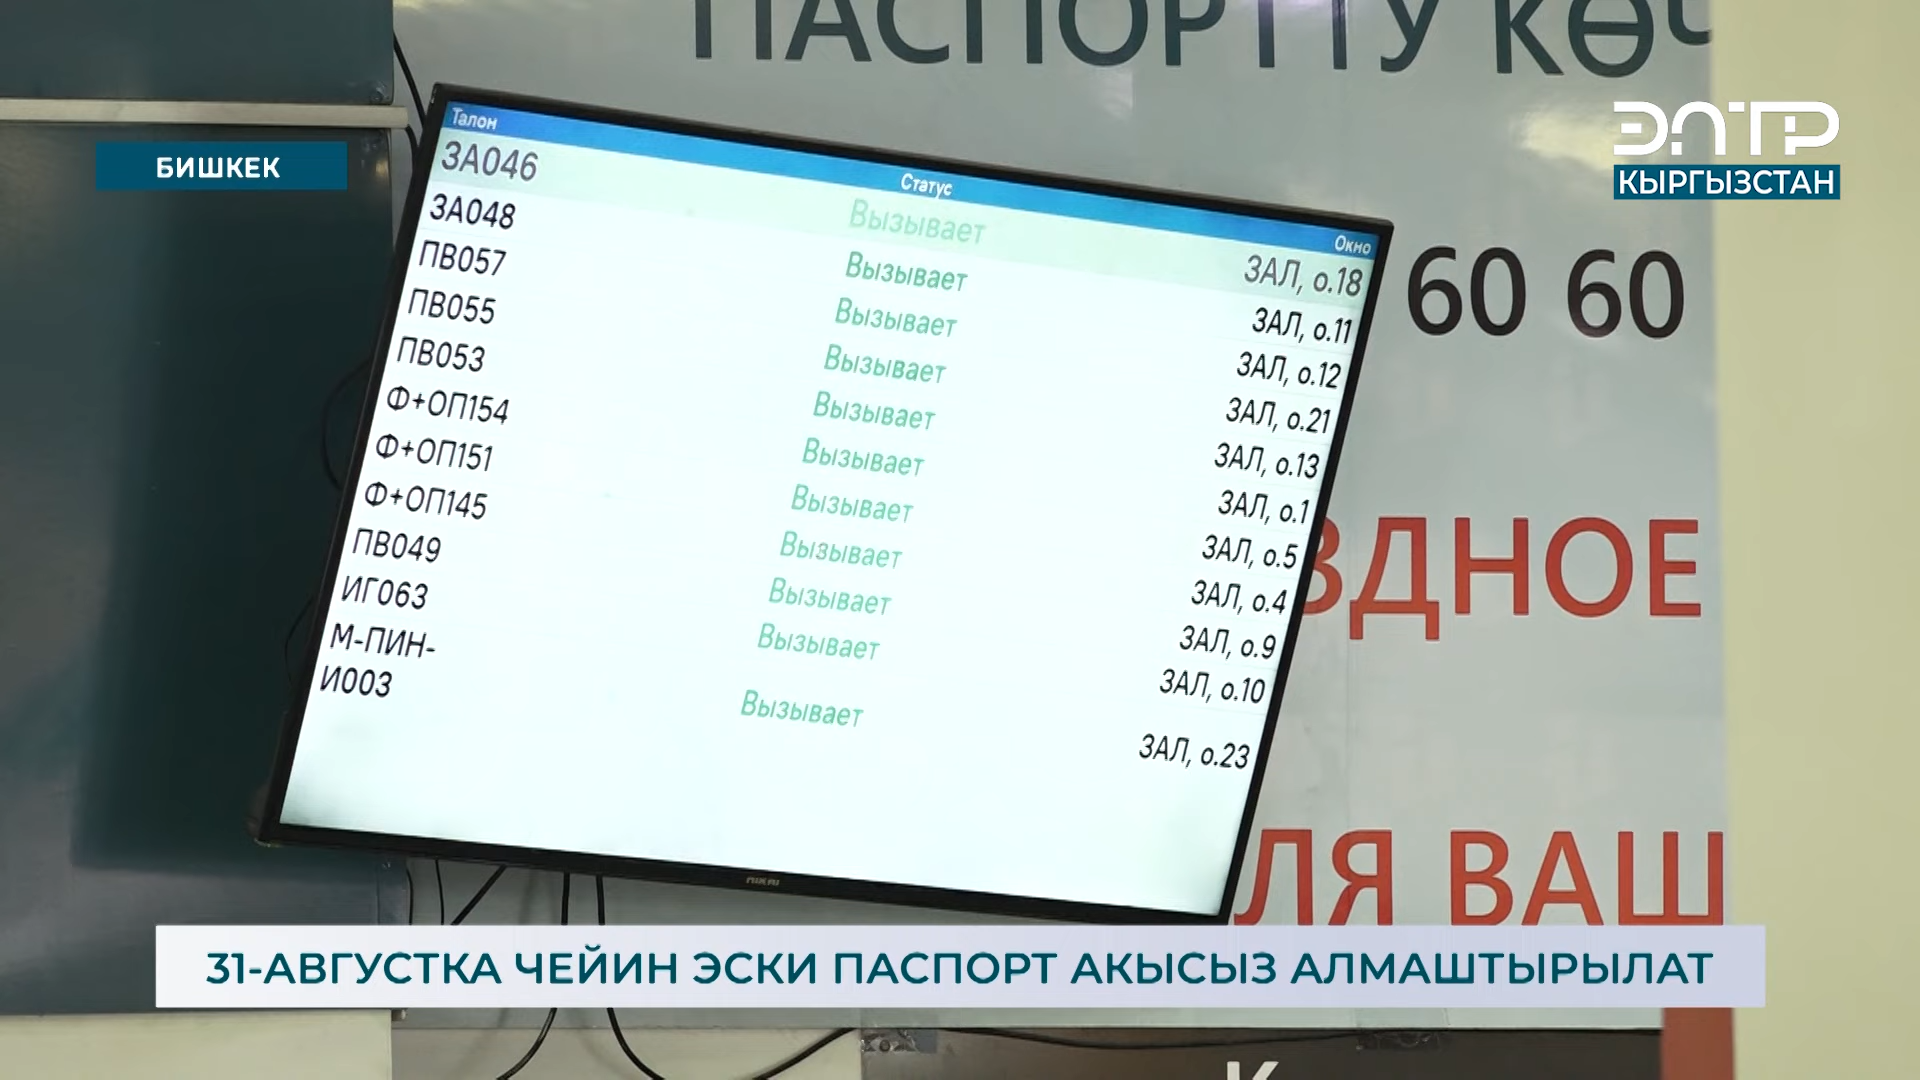 ПАСПОРТТУ КӨЧ
БИШКЕК
ЭЛТР
КЫРГЫЗСТАН
Талон Статус Окно
ЗА046 Вызывает ЗАЛ, о.18
ЗА048 Вызывает ЗАЛ, о.11
ПВ057 Вызывает ЗАЛ, о.12
ПВ055 Вызывает ЗАЛ, о.21
ПВ053 Вызывает ЗАЛ, о.13
Ф+ОП154 Вызывает ЗАЛ, о.1
Ф+ОП151 Вызывает ЗАЛ, о.5
Ф+ОП145 Вызывает ЗАЛ, о.4
ПВ049 Вызывает ЗАЛ, о.9
ИГ063 Вызывает ЗАЛ, о.10
М-ПИН-
И003 Вызывает ЗАЛ, о.23
60 60
ЗДНОЕ
ЛЯ ВАШ
NIKAI
31-АВГУСТКА ЧЕЙИН ЭСКИ ПАСПОРТ АКЫСЫЗ АЛМАШТЫРЫЛАТ